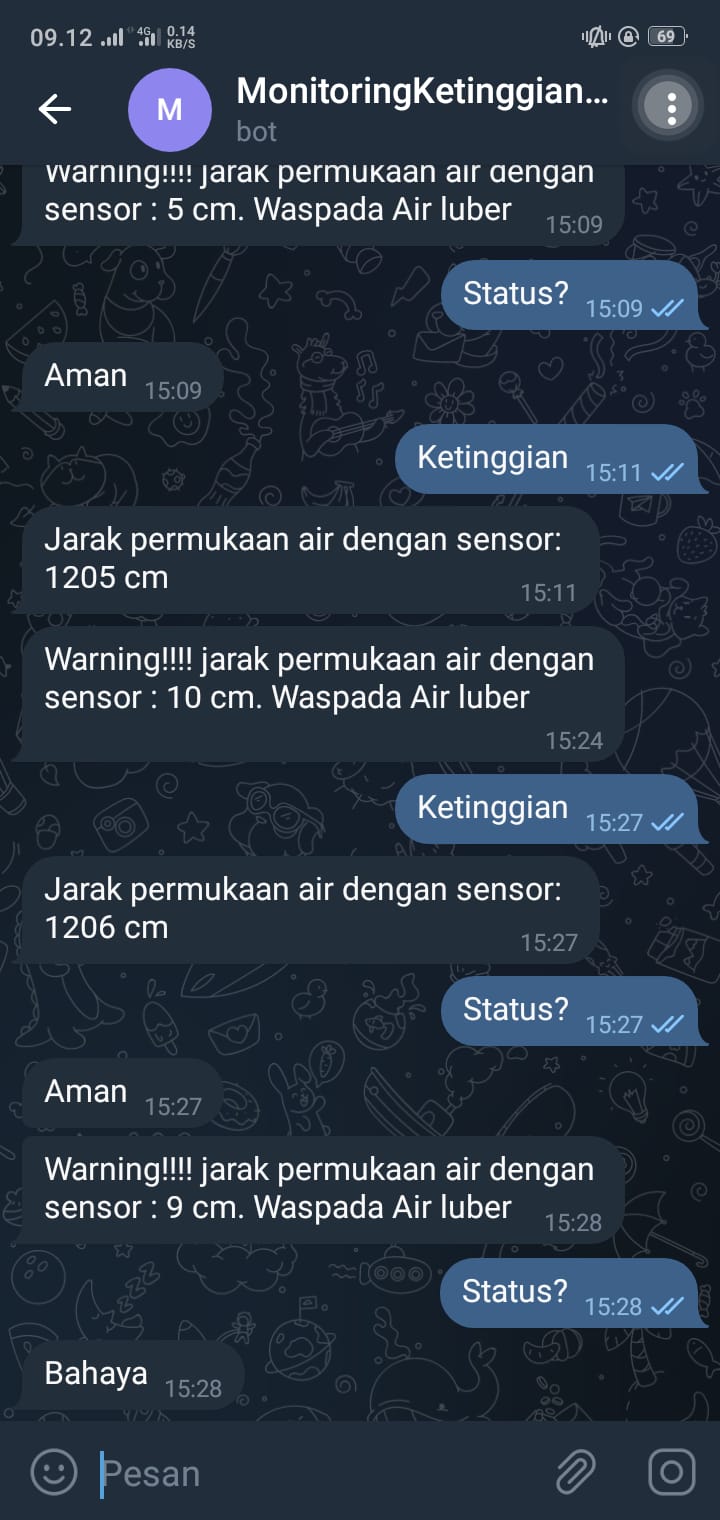 09.12 4G 4G 0.14 KB/S 69
M
MonitoringKetinggian...
bot
Warning!!!! jarak permukaan air dengan
sensor : 5 cm. Waspada Air luber 15:09
Status? 15:09
Aman 15:09
Ketinggian 15:11
Jarak permukaan air dengan sensor:
1205 cm 15:11
Warning!!!! jarak permukaan air dengan
sensor : 10 cm. Waspada Air luber
15:24
Ketinggian 15:27
Jarak permukaan air dengan sensor:
1206 cm 15:27
Status? 15:27
Aman 15:27
Warning!!!! jarak permukaan air dengan
sensor : 9 cm. Waspada Air luber 15:28
Status? 15:28
Bahaya 15:28
Pesan